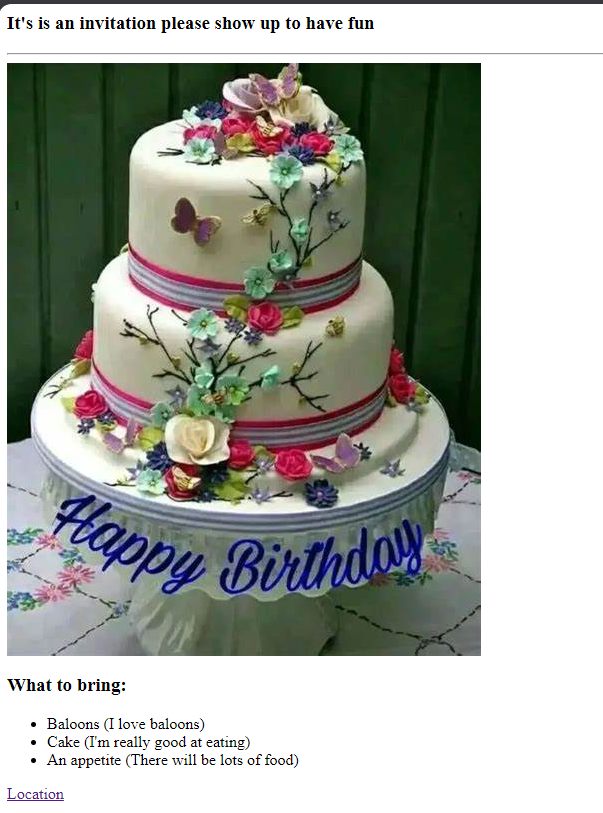 It's is an invitation please show up to have fun
Happy Birthday
What to bring:
Baloons (I love baloons)
Cake (I'm really good at eating)
An appetite (There will be lots of food)
Location